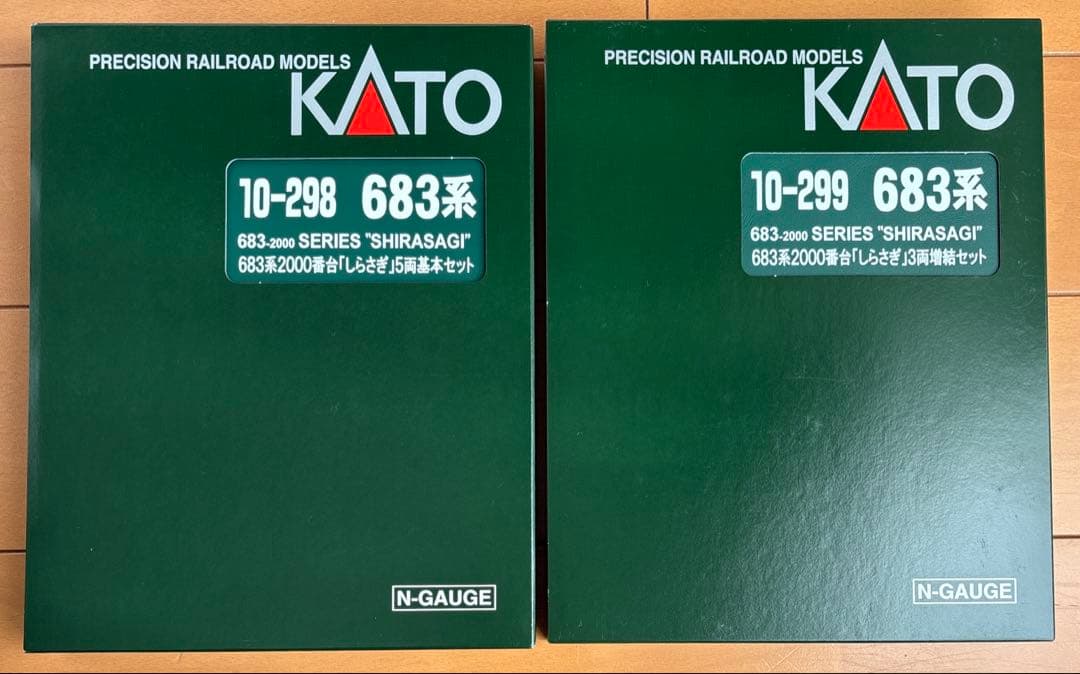 PRECISION RAILROAD MODELS
KATO
10-298 683系
683-2000 SERIES "SHIRASAGI"
683系2000番台「しらさぎ」5両基本セット
N-GAUGE
PRECISION RAILROAD MODELS
KATO
10-299 683系
683-2000 SERIES "SHIRASAGI"
683系2000番台「しらさぎ」3両増結セット
N-GAUGE